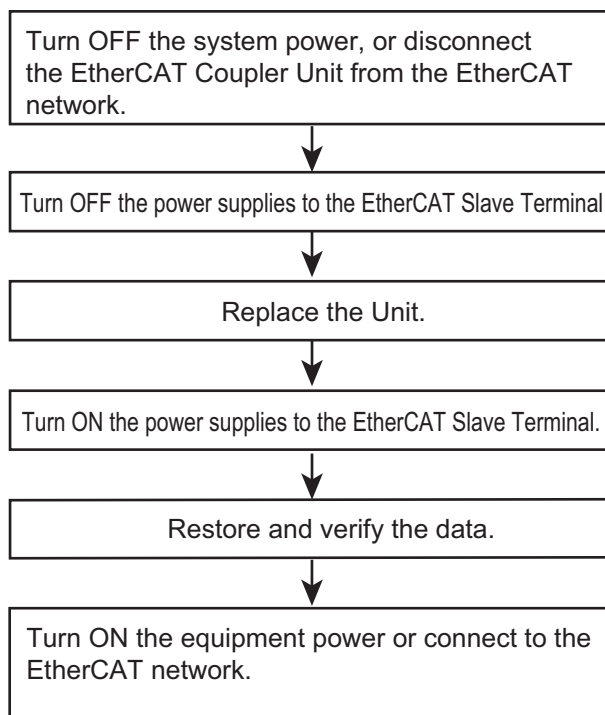 Turn OFF the system power, or disconnect
the EtherCAT Coupler Unit from the EtherCAT
network.
Turn OFF the power supplies to the EtherCAT Slave Terminal
Replace the Unit.
Turn ON the power supplies to the EtherCAT Slave Terminal.
Restore and verify the data.
Turn ON the equipment power or connect to the
EtherCAT network.